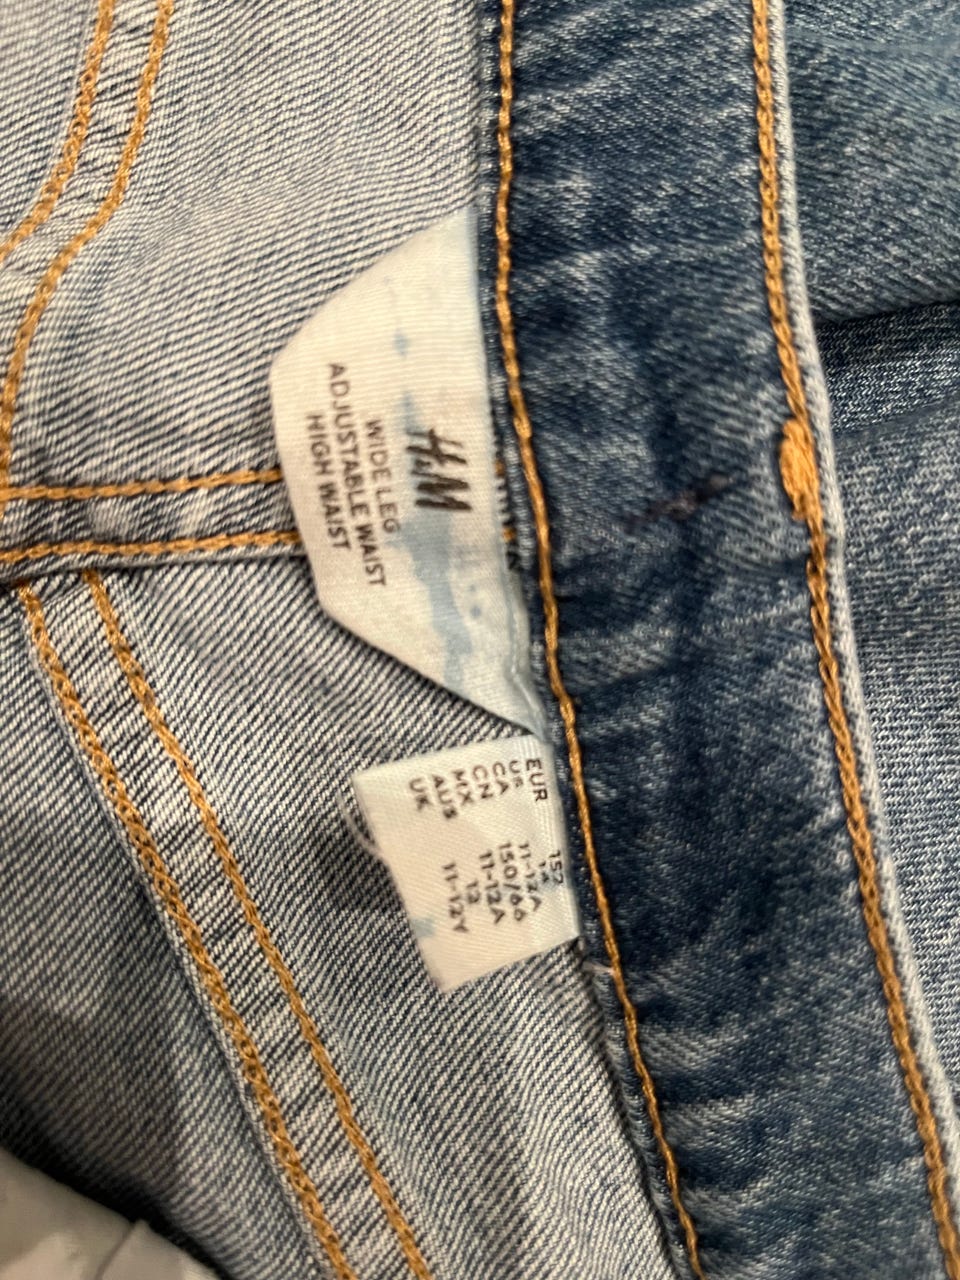 H&M
WIDE LEG
ADJUSTABLE WAIST
HIGH WAIST
EUR 152
US 12
CA 11-12A
CN 150/66
MX 11-12A
AUS 12
UK 11-12Y